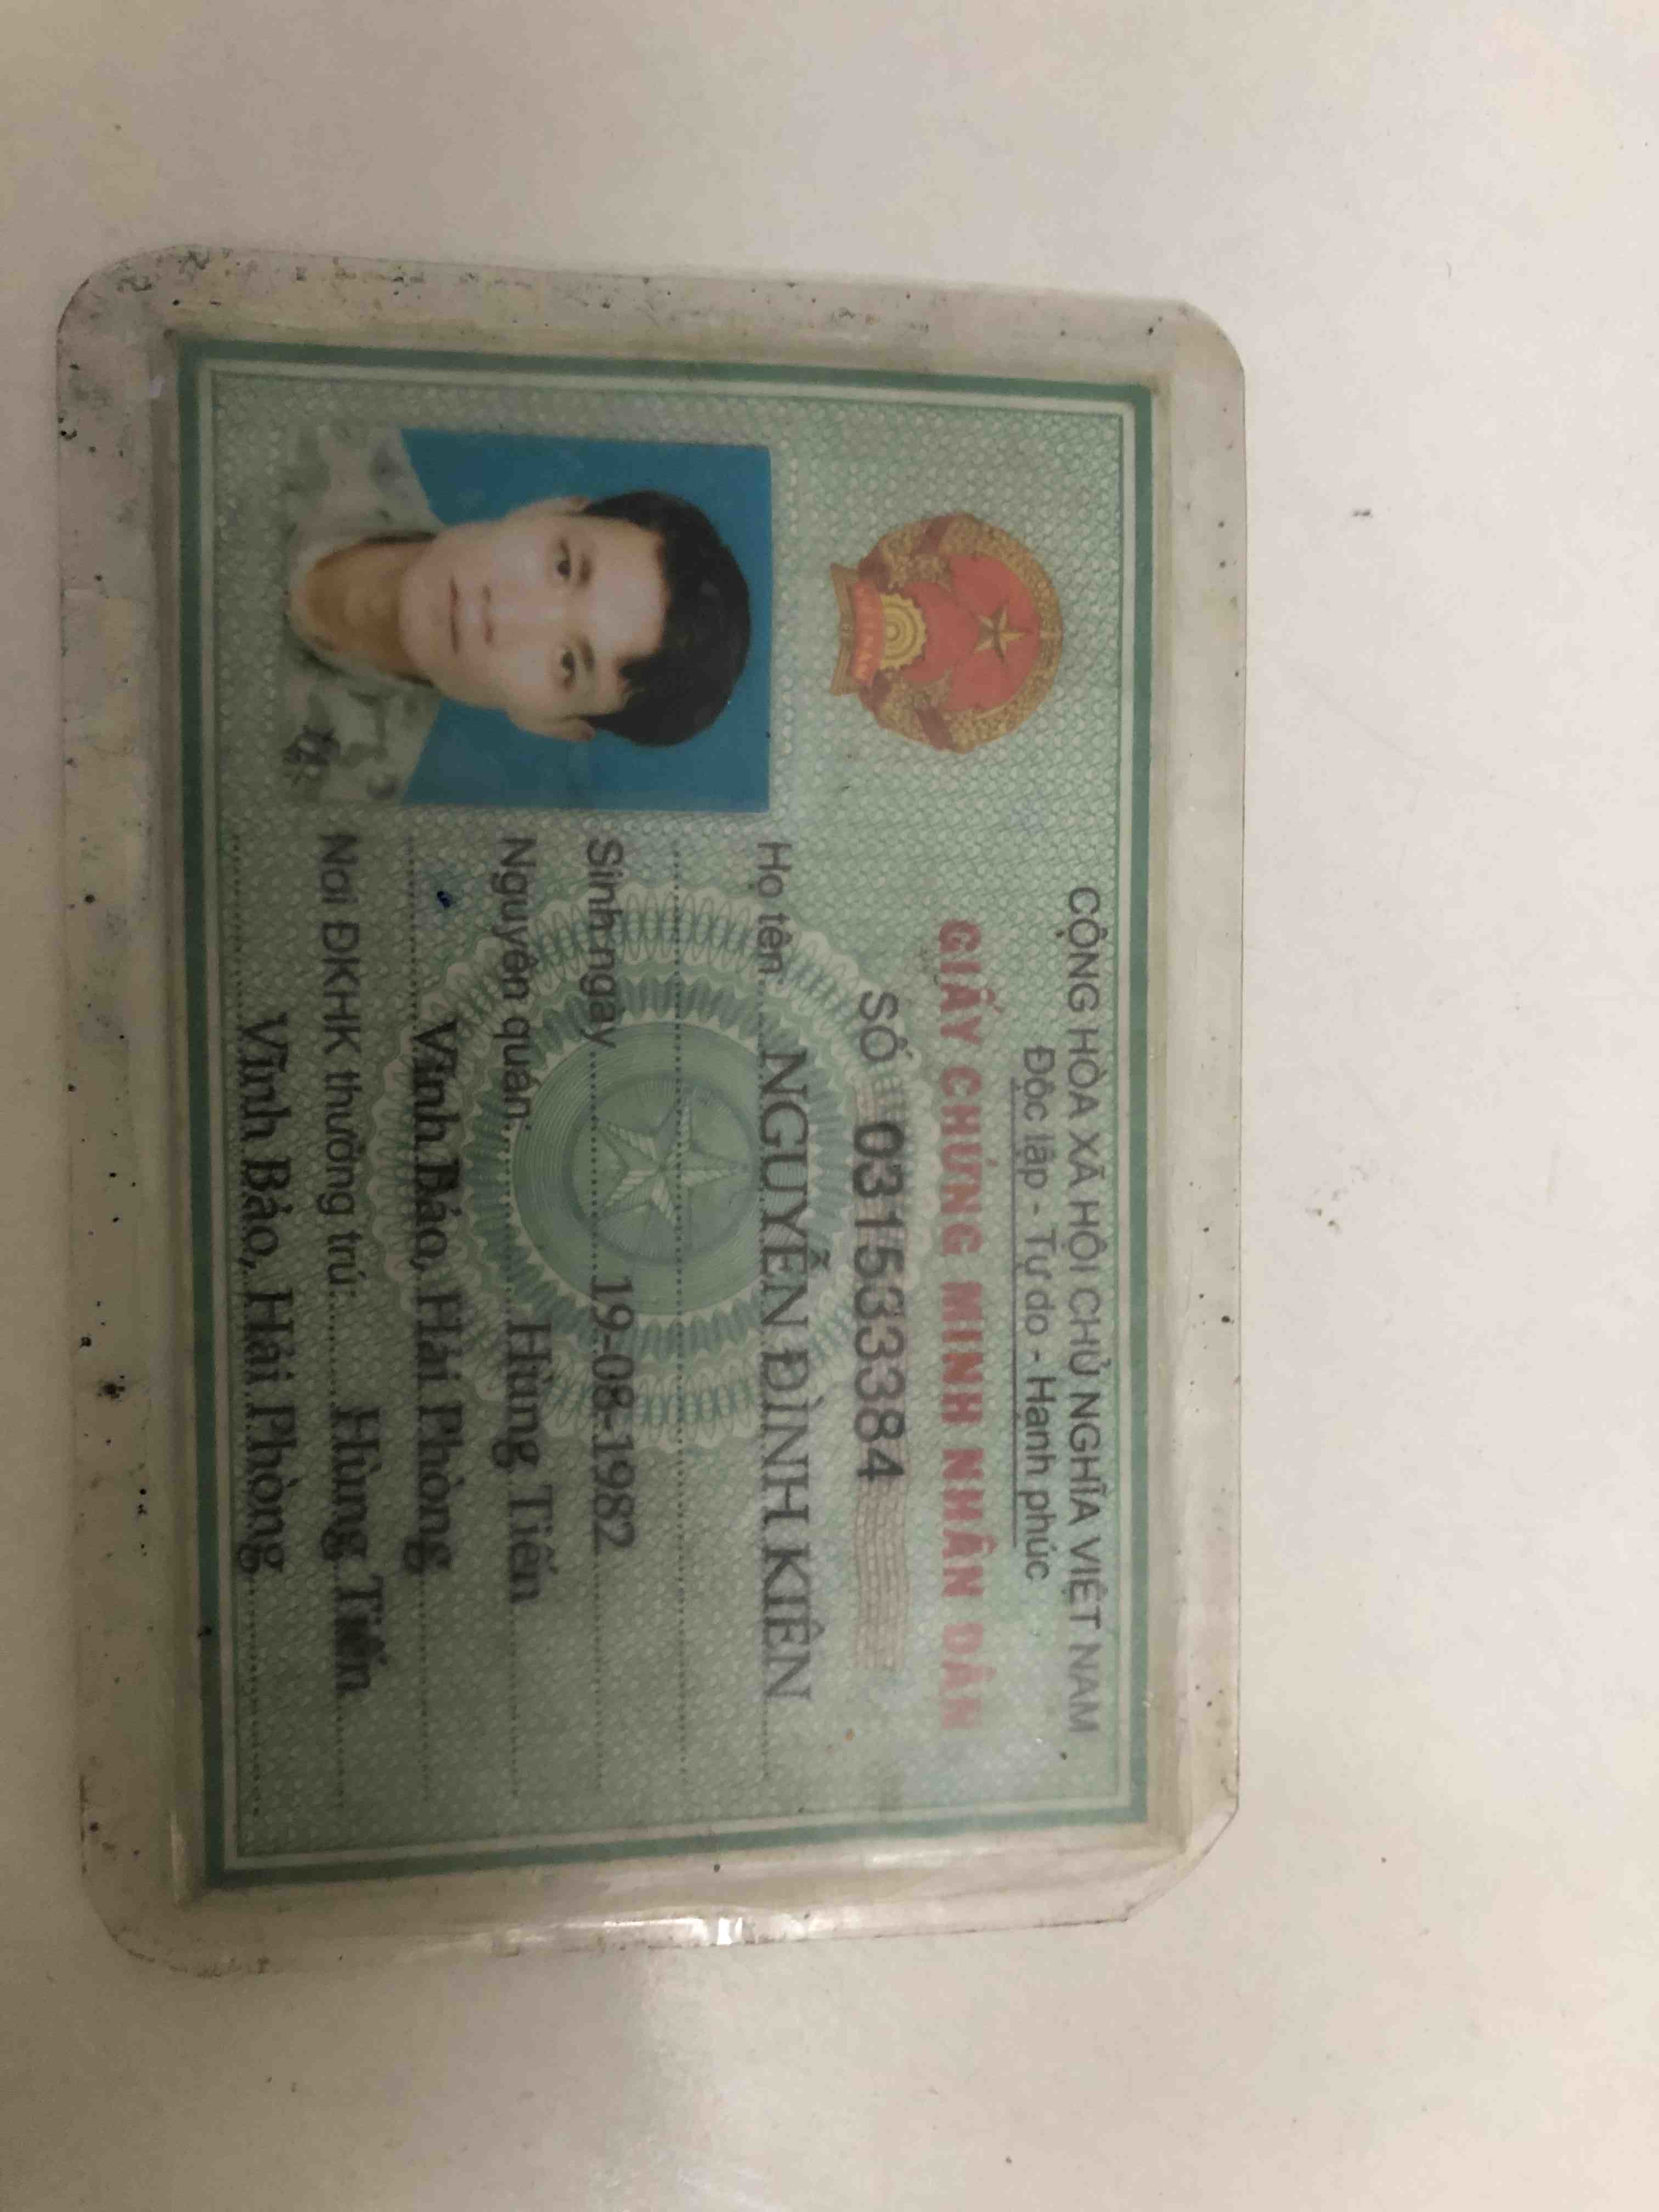 CỘNG HÒA XÃ HỘI CHỦ NGHĨA VIỆT NAM
Độc lập - Tự do - Hạnh phúc
GIẤY CHỨNG MINH NHÂN DÂN
SỐ 031533384
Họ tên NGUYỄN ĐÌNH KIÊN
Sinh ngày 19-08-1982
Nguyên quán Hùng Tiến
Vĩnh Bảo, Hải Phòng
Nơi ĐKHK thường trú: Hùng Tiến
Vĩnh Bảo, Hải Phòng